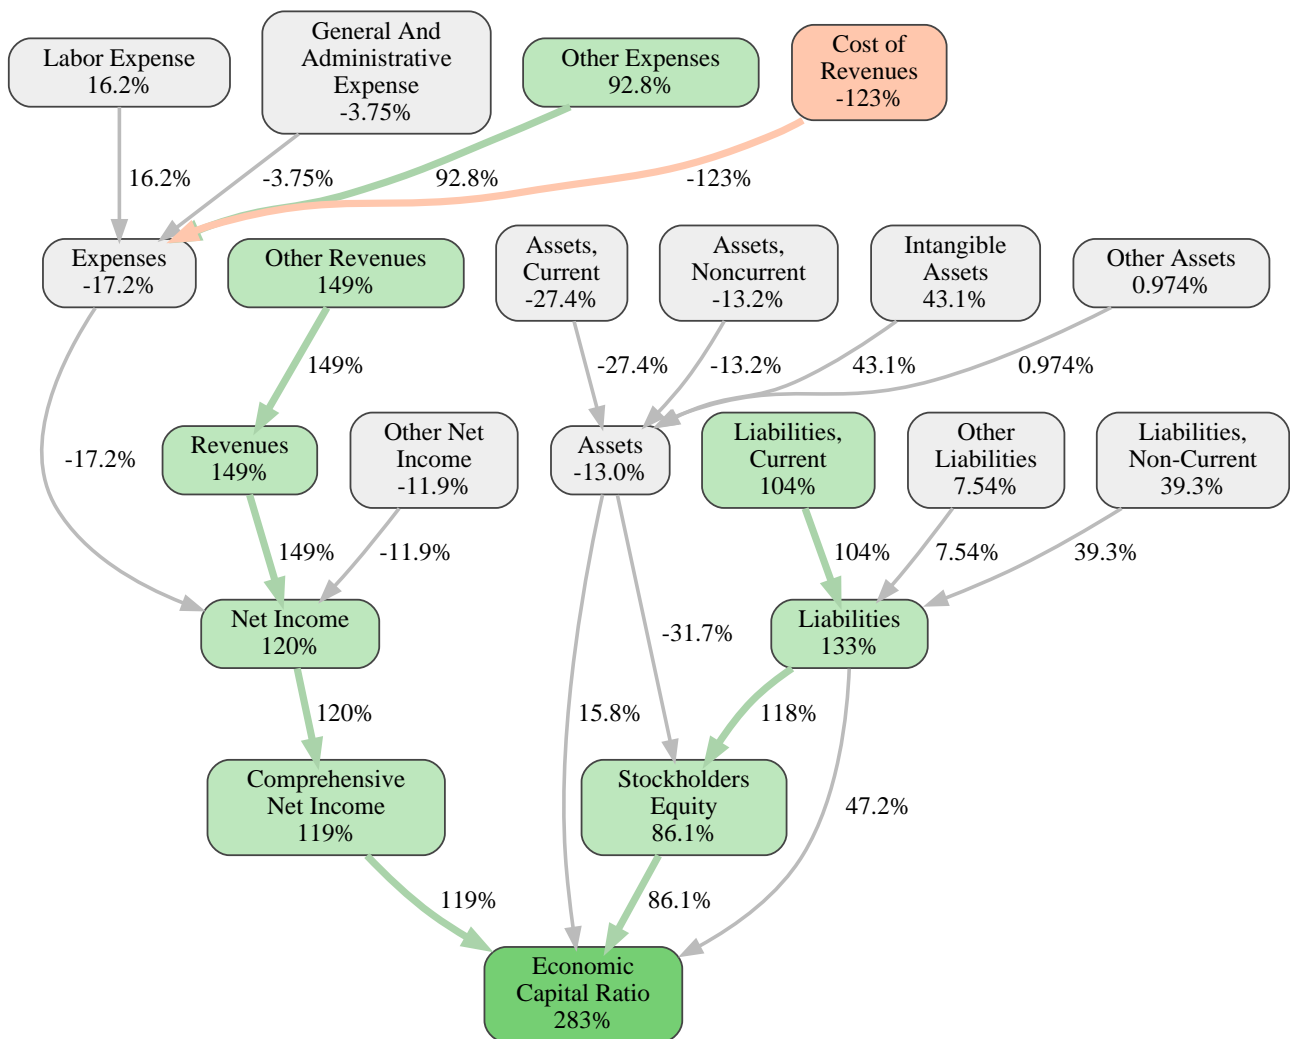 Labor Expense
16.2%
General And
Administrative
Expense
-3.75%
Other Expenses
92.8%
Cost of
Revenues
-123%
16.2%
-3.75%
92.8%
-123%
Expenses
-17.2%
Other Revenues
149%
Assets,
Current
-27.4%
Assets,
Noncurrent
-13.2%
Intangible
Assets
43.1%
Other Assets
0.974%
149%
-27.4%
-13.2%
43.1%
0.974%
-17.2%
Revenues
149%
Other Net
Income
-11.9%
Assets
-13.0%
Liabilities,
Current
104%
Other
Liabilities
7.54%
Liabilities,
Non-Current
39.3%
149%
-11.9%
104%
7.54%
39.3%
Net Income
120%
-31.7%
Liabilities
133%
120%
15.8%
118%
Comprehensive
Net Income
119%
Stockholders
Equity
86.1%
47.2%
119%
86.1%
Economic
Capital Ratio
283%